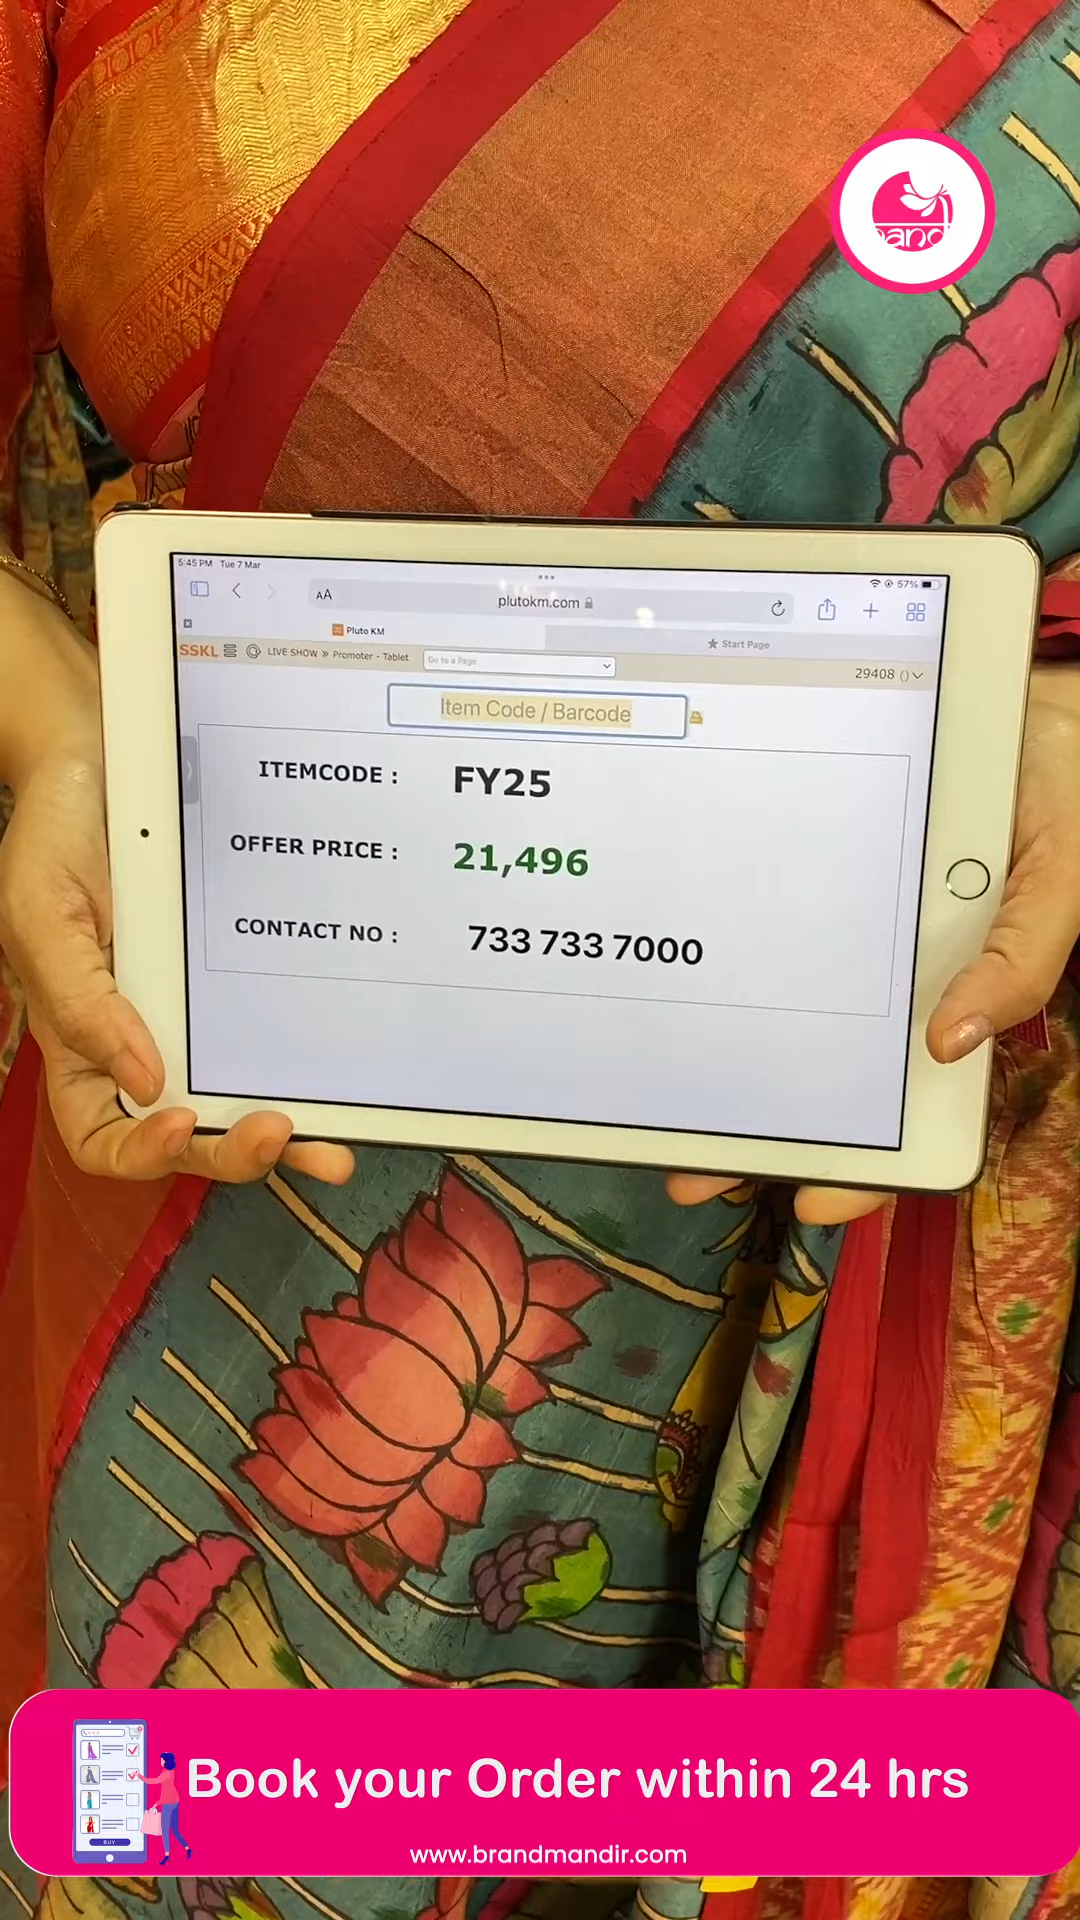 and
5:45 PM Tue 7 Mar
57%
AA
plutokm.com
Pluto KM
Start Page
SSKL
LIVE SHOW » Promoter - Tablet
Go to a Page
29408 ()
Item Code / Barcode
ITEMCODE : FY25
OFFER PRICE : 21,496
CONTACT NO : 733 733 7000
Book your Order within 24 hrs
BUY
www.brandmandir.com